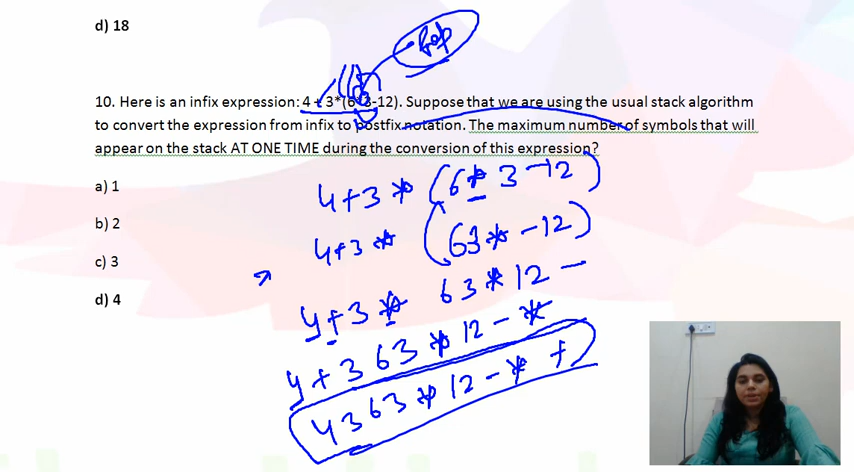 d) 18
10. Here is an infix expression: 4 + 3*(6*3-12). Suppose that we are using the usual stack algorithm
to convert the expression from infix to postfix notation. The maximum number of symbols that will
appear on the stack AT ONE TIME during the conversion of this expression?
a) 1
b) 2
c) 3
d) 4
4+3 * (6 * 3 -12)
4+3 * (63* -12)
4+3 * 63*12 -
4+3 63*12 - *
4363*12 - * +